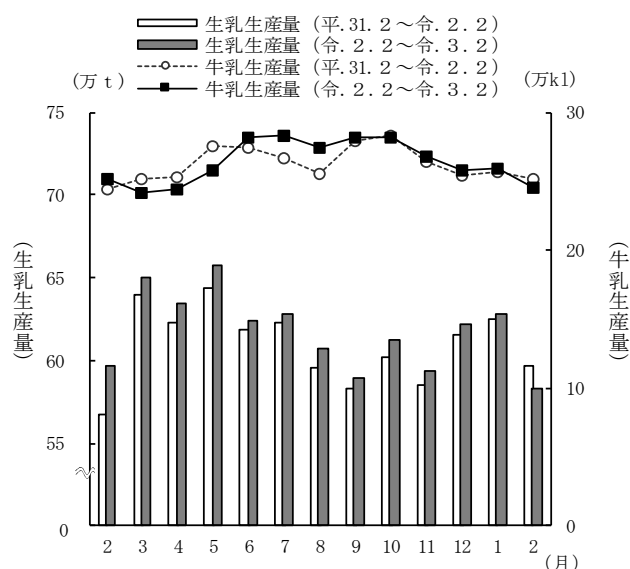 生乳生産量（平.31.２～令.２.２）
生乳生産量（令.２.２～令.３.２）
牛乳生産量（平.31.２～令.２.２）
牛乳生産量（令.２.２～令.３.２）
（万ｔ）
（万kl）
75
70
65
60
55
0
（生乳生産量）
30
20
10
0
（牛乳生産量）
2 3 4 5 6 7 8 9 10 11 12 1 2
（月）